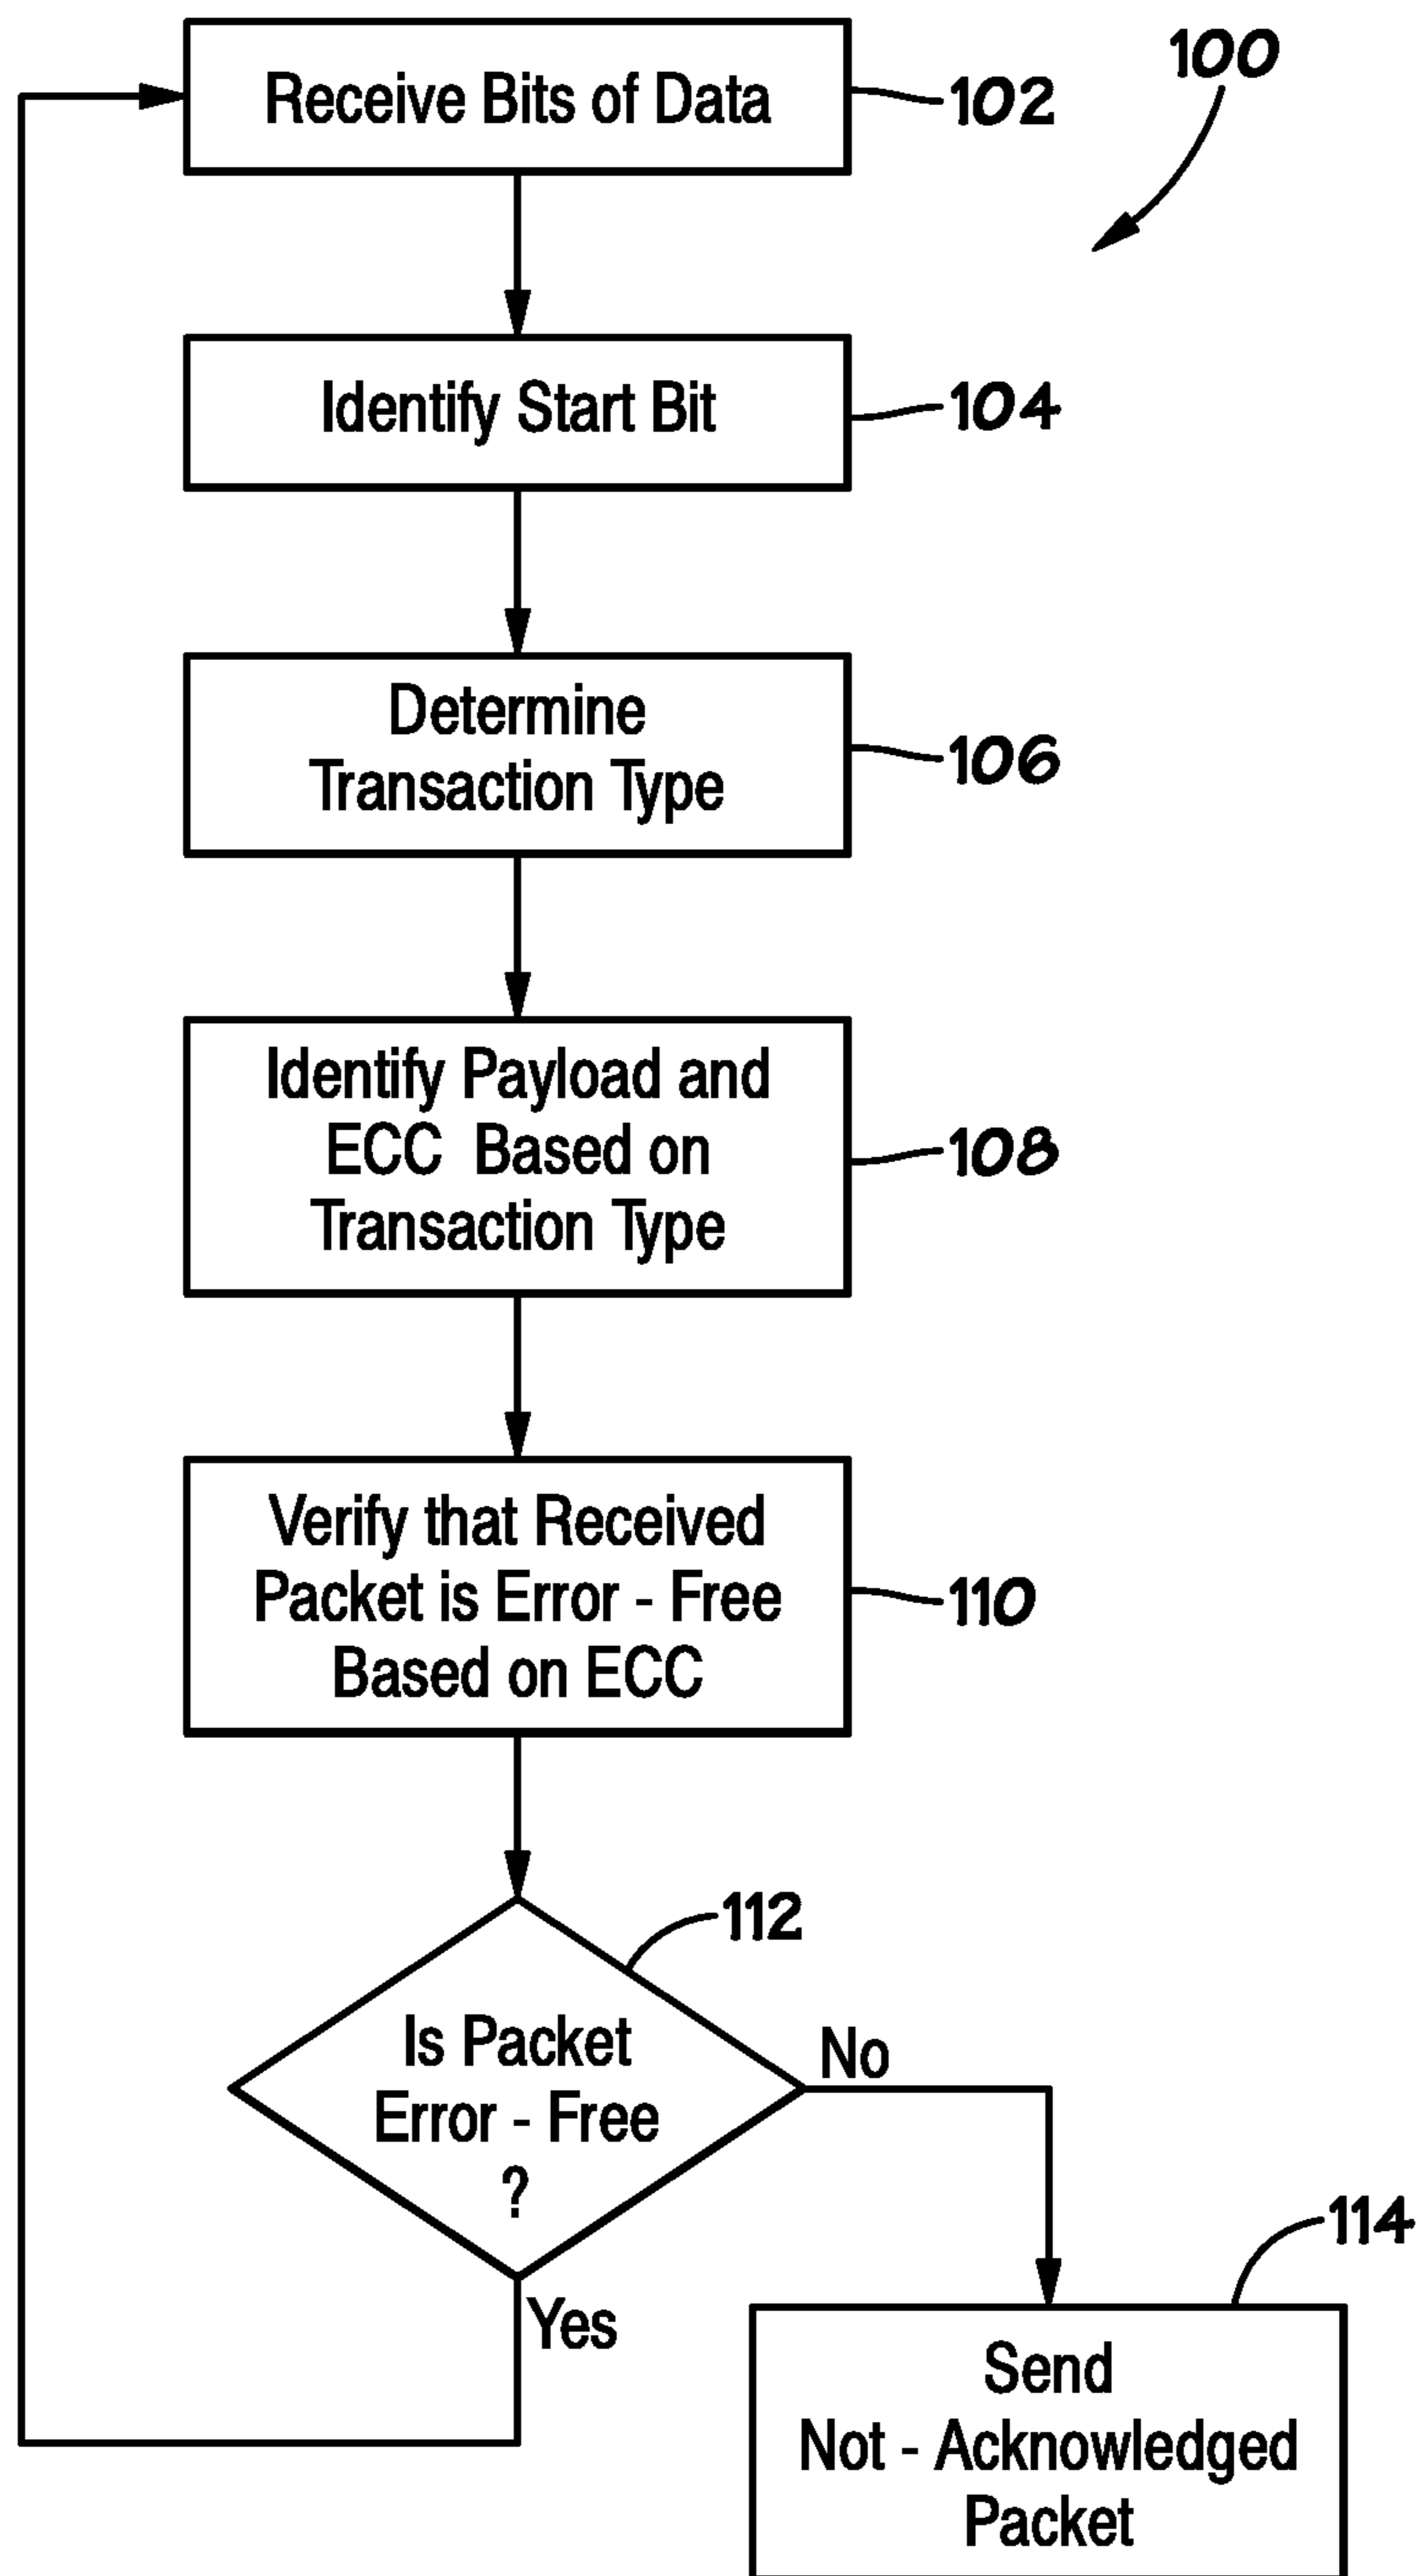 100
Receive Bits of Data
102
Identify Start Bit
104
Determine
Transaction Type
106
Identify Payload and
ECC Based on
Transaction Type
108
Verify that Received
Packet is Error - Free
Based on ECC
110
112
Is Packet
Error - Free
?
No
Yes
114
Send
Not - Acknowledged
Packet